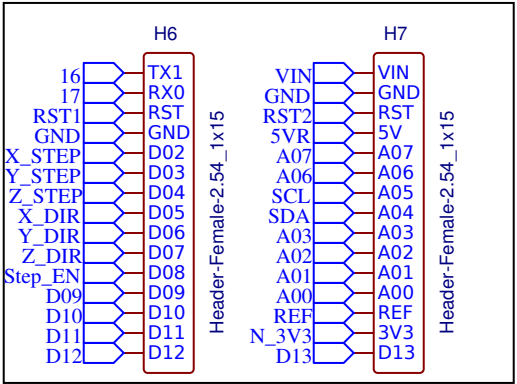 H6
16 TX1
17 RX0
RST1 RST
GND GND
X_STEP D02
Y_STEP D03
Z_STEP D04
X_DIR D05
Y_DIR D06
Z_DIR D07
Step_EN D08
D09 D09
D10 D10
D11 D11
D12 D12
Header-Female-2.54_1x15
H7
VIN VIN
GND GND
RST2 RST
5VR 5V
A07 A07
A06 A06
SCL A05
SDA A04
A03 A03
A02 A02
A01 A01
A00 A00
REF REF
N_3V3 3V3
D13 D13
Header-Female-2.54_1x15